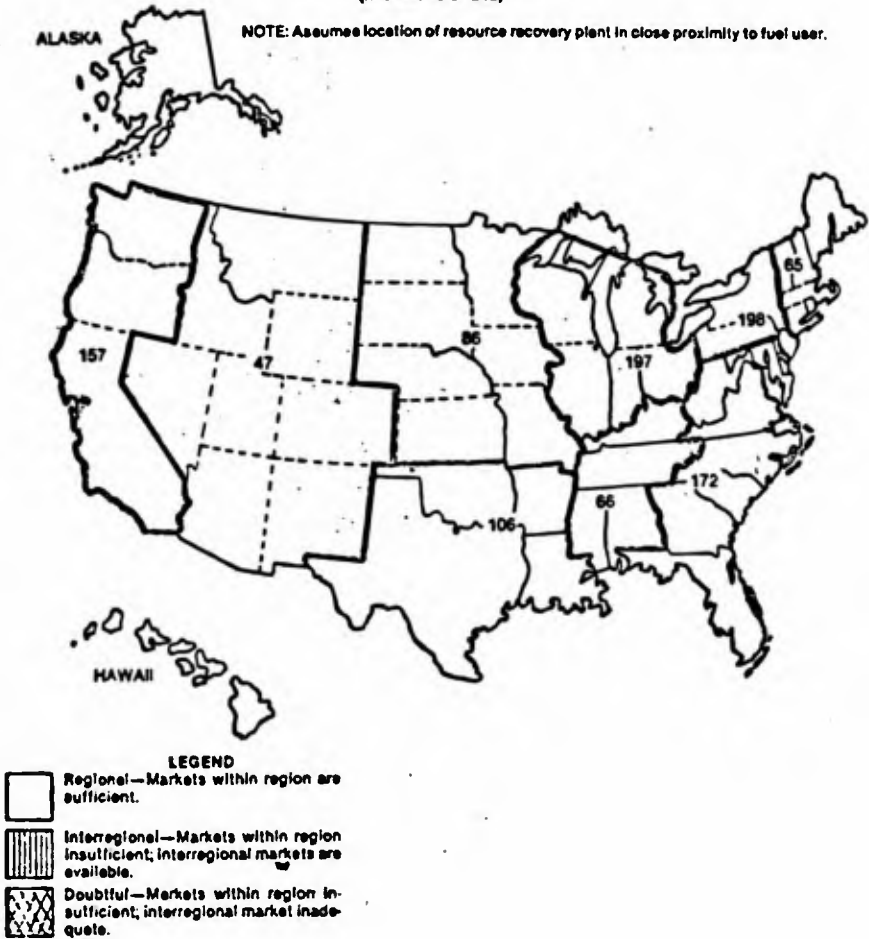 NOTE: Assumes location of resource recovery plant in close proximity to fuel user.
ALASKA
65
198
157
47
86
197
172
66
106
HAWAII
LEGEND
Regional—Markets within region are
sufficient.
Interregional—Markets within region
insufficient; interregional markets are
available.
Doubtful—Markets within region in-
sufficient; interregional market inade-
quate.